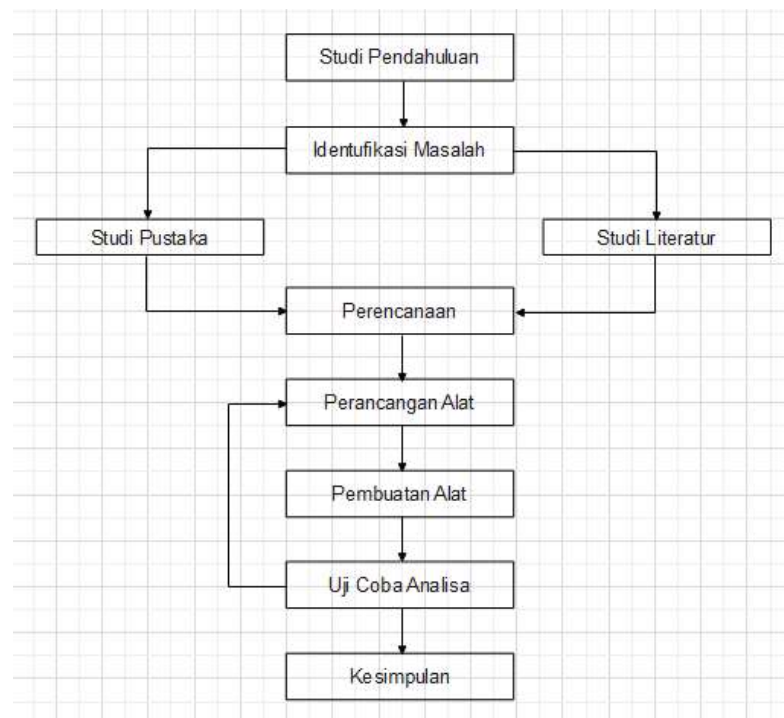 Studi Pendahuluan
Identufikasi Masalah
Studi Pustaka
Studi Literatur
Perencanaan
Perancangan Alat
Pembuatan Alat
Uji Coba Analisa
Kesimpulan